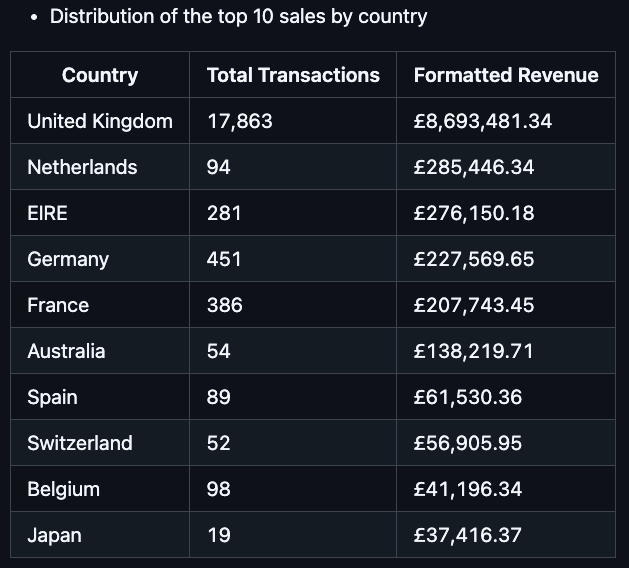 • Distribution of the top 10 sales by country
Country Total Transactions Formatted Revenue
United Kingdom 17,863 £8,693,481.34
Netherlands 94 £285,446.34
EIRE 281 £276,150.18
Germany 451 £227,569.65
France 386 £207,743.45
Australia 54 £138,219.71
Spain 89 £61,530.36
Switzerland 52 £56,905.95
Belgium 98 £41,196.34
Japan 19 £37,416.37